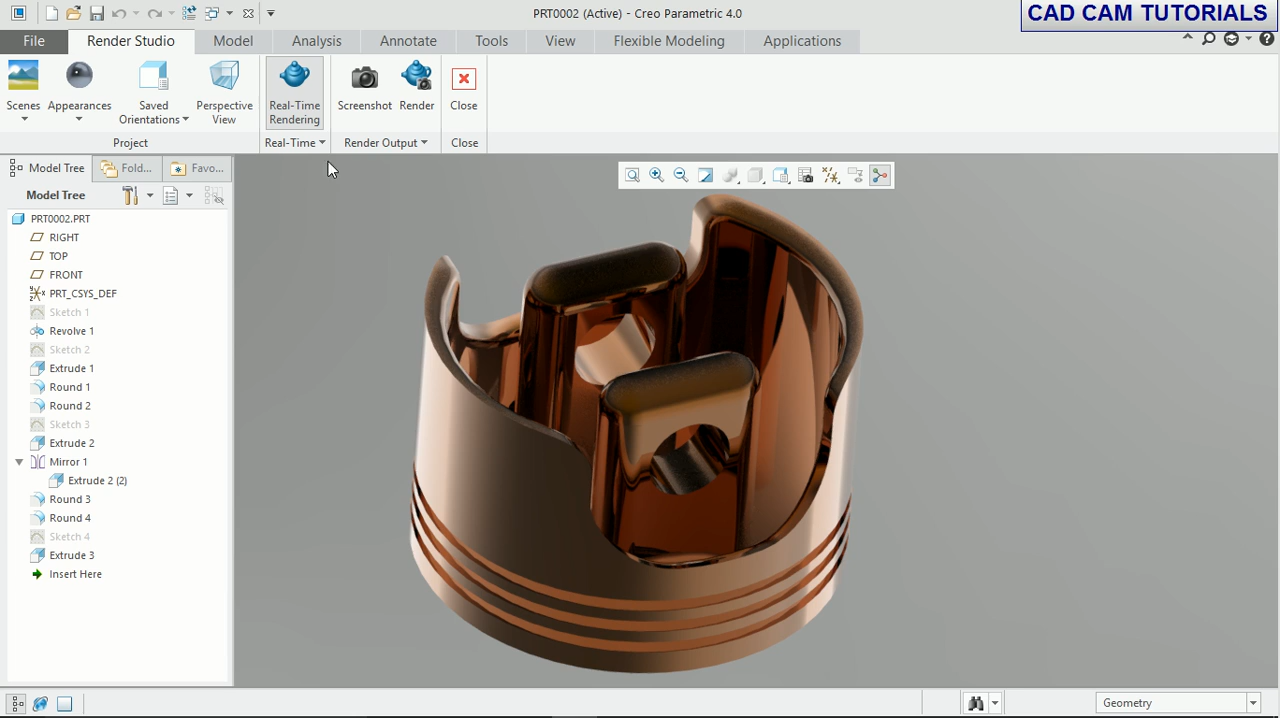 PRT0002 (Active) - Creo Parametric 4.0
CAD CAM TUTORIALS
File
Render Studio
Model
Analysis
Annotate
Tools
View
Flexible Modeling
Applications
Scenes
Appearances
Saved
Orientations
Perspective
View
Real-Time
Rendering
Screenshot
Render
Close
Project
Real-Time
Render Output
Close
Model Tree
Fold...
Favo...
Model Tree
PRT0002.PRT
RIGHT
TOP
FRONT
PRT_CSYS_DEF
Sketch 1
Revolve 1
Sketch 2
Extrude 1
Round 1
Round 2
Sketch 3
Extrude 2
Mirror 1
Extrude 2 (2)
Round 3
Round 4
Sketch 4
Extrude 3
Insert Here
Geometry